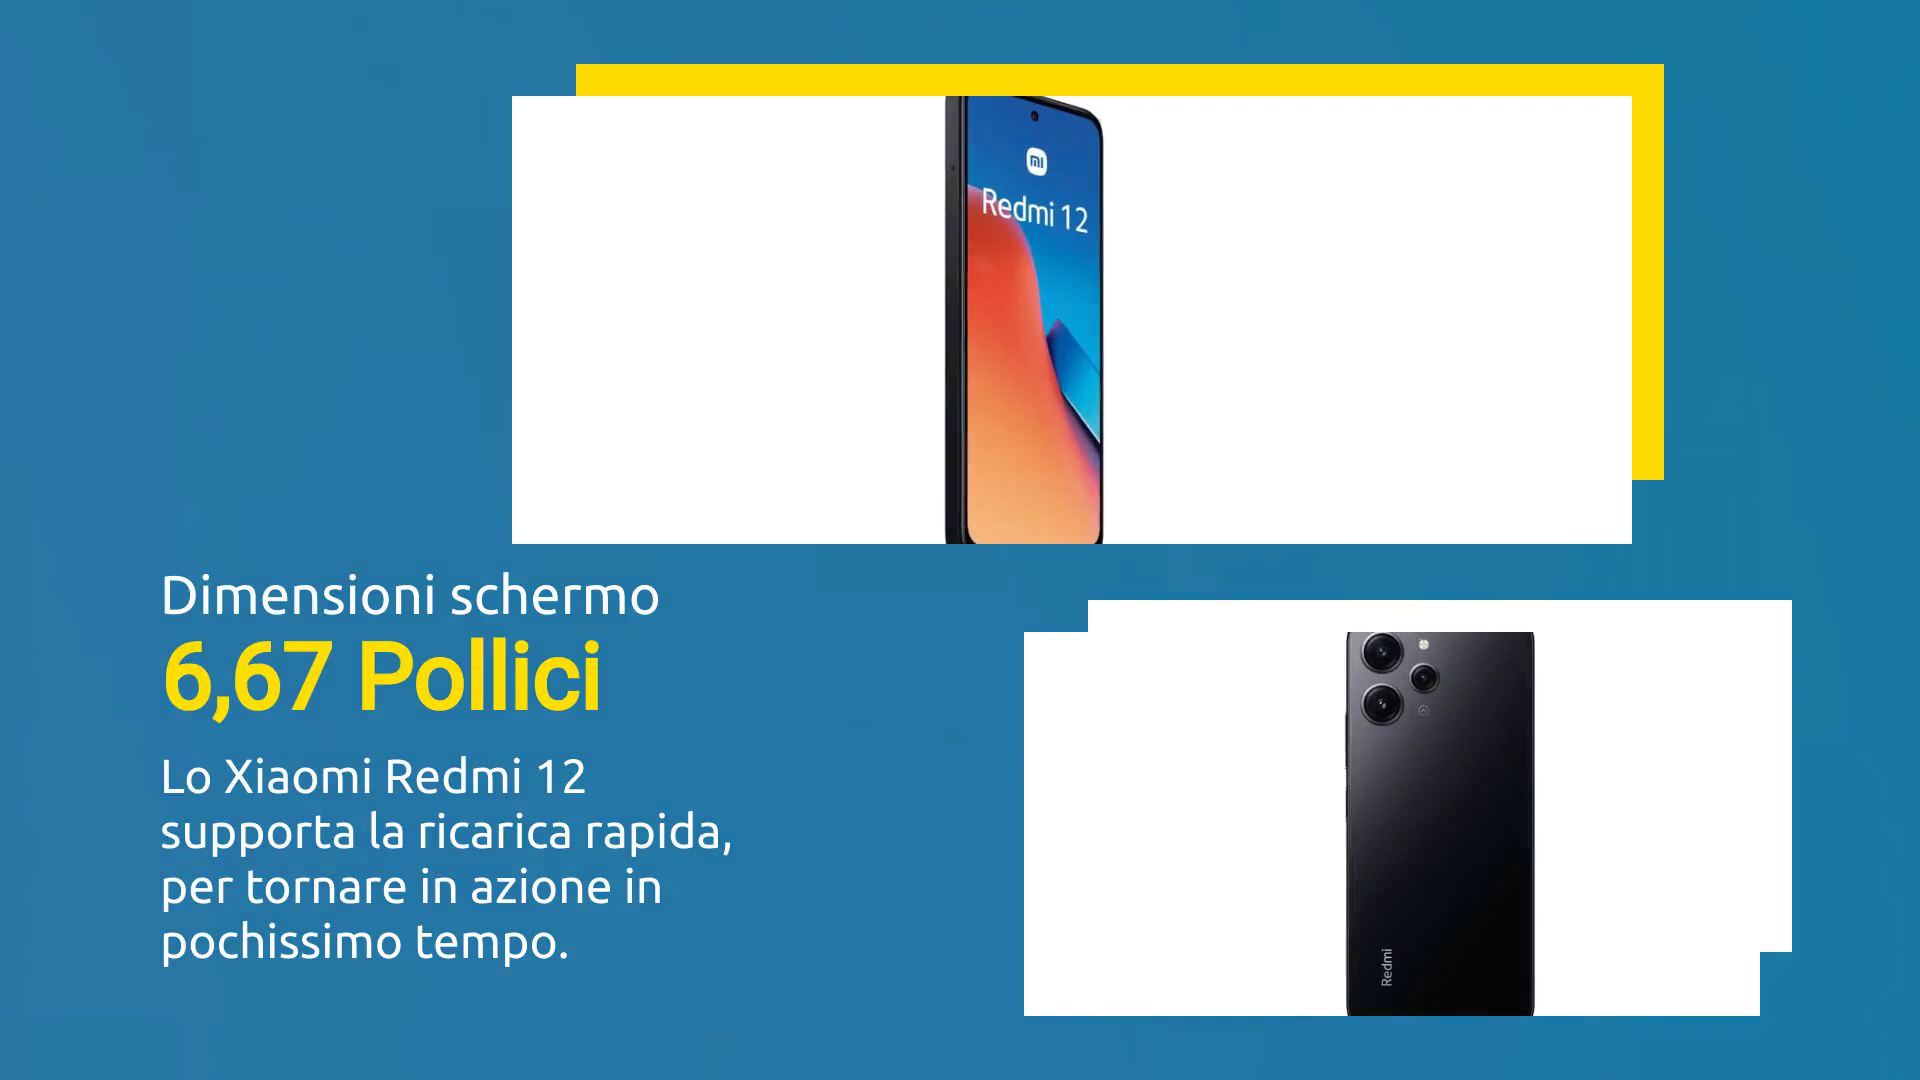 mi
Redmi 12
Dimensioni schermo
6,67 Pollici
Lo Xiaomi Redmi 12
supporta la ricarica rapida,
per tornare in azione in
pochissimo tempo.
Redmi